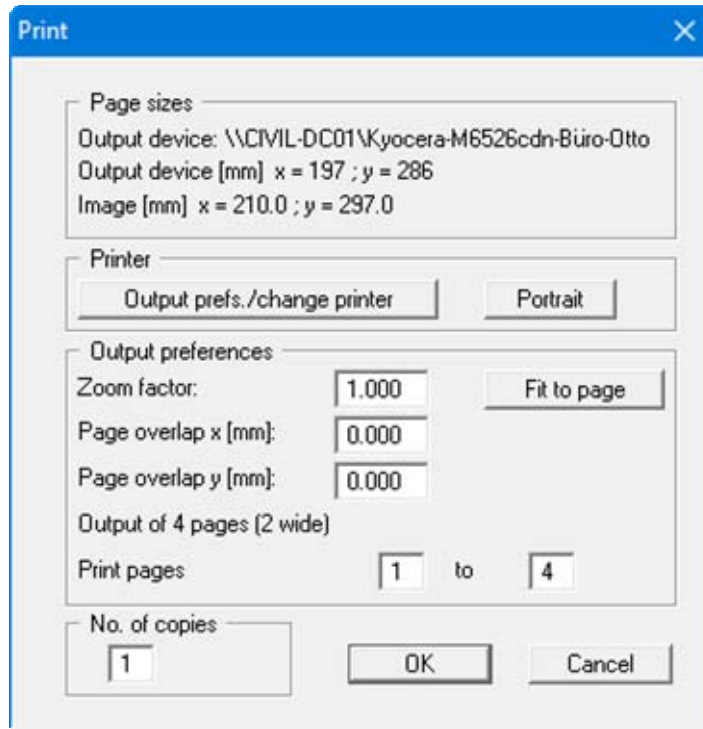 Print
Page sizes
Output device: \\CIVIL-DC01\Kyocera-M6526cdn-Büro-Otto
Output device [mm] x = 197 ; y = 286
Image [mm] x = 210.0 ; y = 297.0
Printer
Output prefs./change printer Portrait
Output preferences
Zoom factor: 1.000 Fit to page
Page overlap x [mm]: 0.000
Page overlap y [mm]: 0.000
Output of 4 pages (2 wide)
Print pages 1 to 4
No. of copies
1 OK Cancel